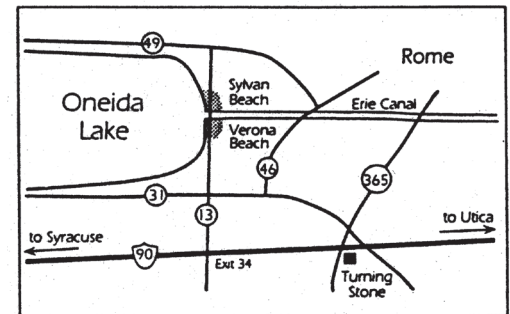 49
Rome
Sylvan
Beach
Erie Canal
Oneida
Lake
Verona
Beach
46
365
31
13
to Utica
to Syracuse
90
Exit 34
Turning
Stone